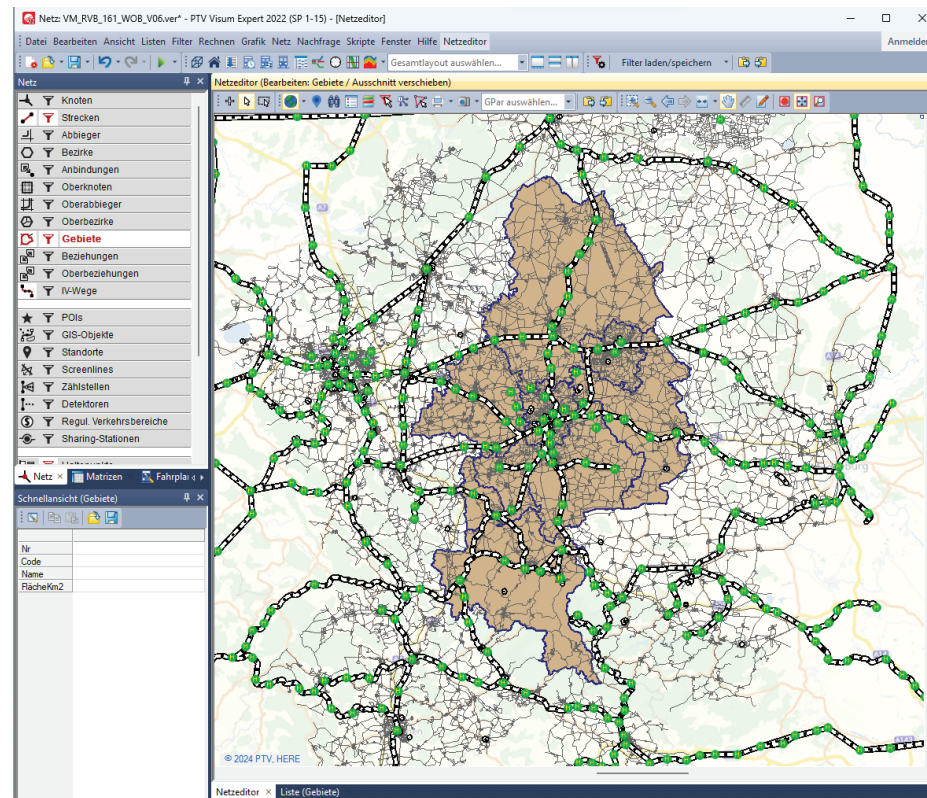 Netz: VM_RVB_161_WOB_V06.ver* - PTV Visum Expert 2022 (SP 1-15) - [Netzeditor]
Datei Bearbeiten Ansicht Listen Filter Rechnen Grafik Netz Nachfrage Skripte Fenster Hilfe Netzeditor
Anmelden
Gesamtlayout auswählen...
Filter laden/speichern
Netz
Netzeditor (Bearbeiten: Gebiete / Ausschnitt verschieben)
GPar auswählen...
Knoten
Strecken
Abbieger
Bezirke
Anbindungen
Oberknoten
Oberabbieger
Oberbezirke
Gebiete
Beziehungen
Oberbeziehungen
IV-Wege
POIs
GIS-Objekte
Standorte
Screenlines
Zählstellen
Detektoren
Regul. Verkehrsbereiche
Sharing-Stationen
Netz
Matrizen
Fahrplan
Schnellansicht (Gebiete)
Nr
Code
Name
FlächeKm2
A7
A14
burg
© 2024 PTV, HERE
Netzeditor
Liste (Gebiete)